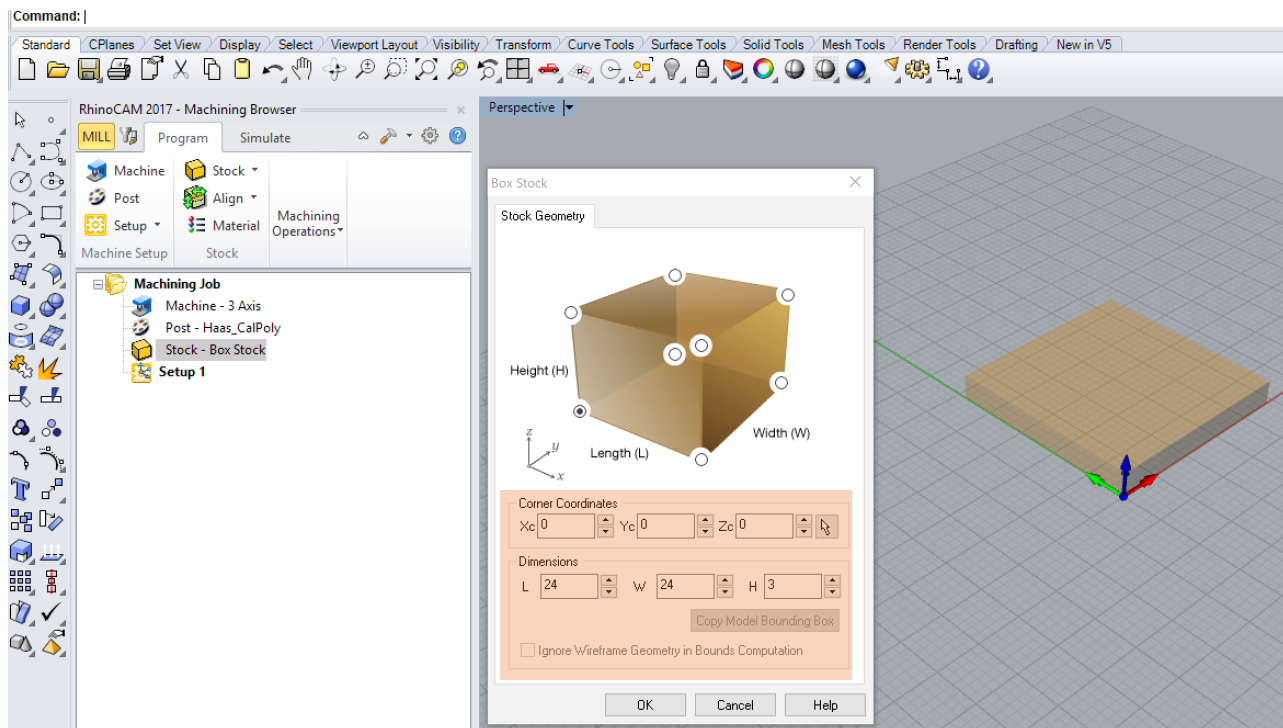 Command:
Standard CPlanes Set View Display Select Viewport Layout Visibility Transform Curve Tools Surface Tools Solid Tools Mesh Tools Render Tools Drafting New in V5
RhinoCAM 2017 - Machining Browser
MILL Program Simulate
Machine Stock
Post Align
Setup Material Machining Operations
Machine Setup Stock
Machining Job
Machine - 3 Axis
Post - Haas_CalPoly
Stock - Box Stock
Setup 1
Perspective
Box Stock
Stock Geometry
Height (H)
Width (W)
Length (L)
z
y
x
Corner Coordinates
Xc 0 Yc 0 Zc 0
Dimensions
L 24 W 24 H 3
Copy Model Bounding Box
Ignore Wireframe Geometry in Bounds Computation
OK Cancel Help